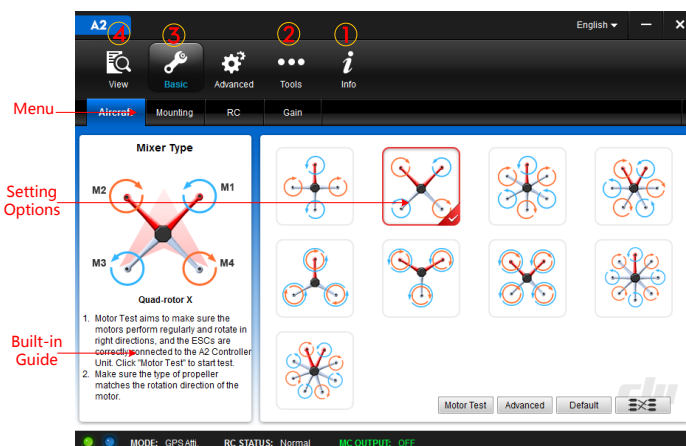 A2
English
④ ③ ② ①
View Basic Advanced Tools Info
Menu
Aircraft Mounting RC Gain
Mixer Type
M2 M1
Setting
Options
M3 M4
Quad-rotor X
1. Motor Test aims to make sure the
motors perform regularly and rotate in
right directions, and the ESCs are
correctly connected to the A2 Controller
Unit. Click "Motor Test" to start test.
2. Make sure the type of propeller
matches the rotation direction of the
motor.
Built-in
Guide
dji
Motor Test Advanced Default
MODE: GPS Atti. RC STATUS: Normal MC OUTPUT: OFF